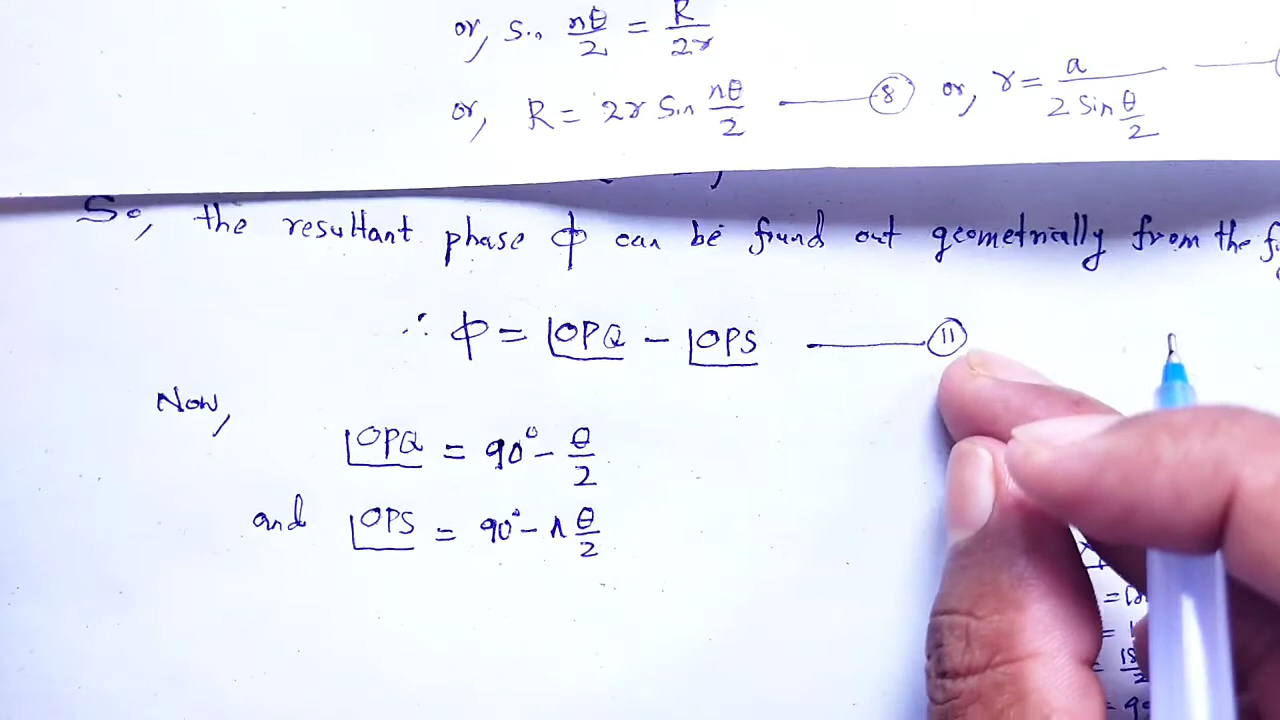 or, Sin nθ/2 = R/2r
or, R = 2r Sin nθ/2 —— ⑧ or, r = a/(2 Sin θ/2) ——
So, the resultant phase ϕ can be found out geometrically from the
∴ ϕ = ∠OPQ − ∠OPS —— ⑪
Now,
∠OPQ = 90° − θ/2
and ∠OPS = 90° − n θ/2